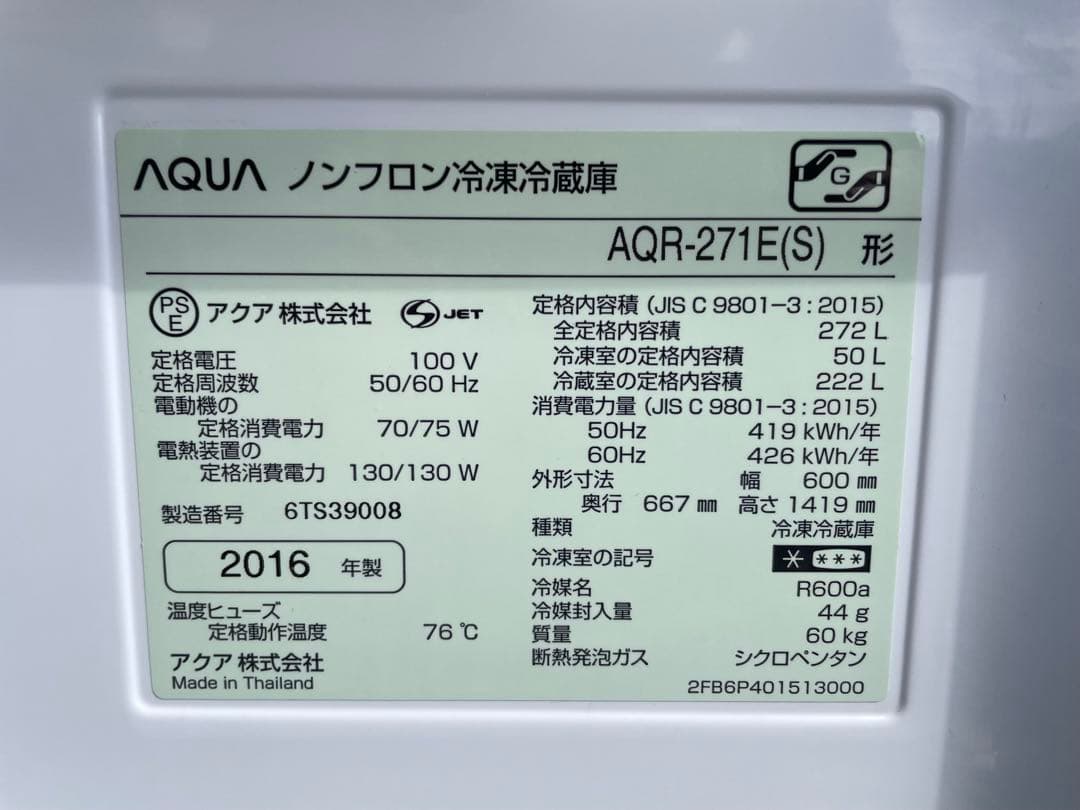 AQUA ノンフロン冷凍冷蔵庫
G
AQR-271E(S) 形
PSE アクア株式会社 S JET
定格電圧 100 V
定格周波数 50/60 Hz
電動機の
定格消費電力 70/75 W
電熱装置の
定格消費電力 130/130 W
製造番号 6TS39008
2016 年製
温度ヒューズ
定格動作温度 76 ℃
アクア株式会社
Made in Thailand
定格内容積 (JIS C 9801-3 : 2015)
全定格内容積 272 L
冷凍室の定格内容積 50 L
冷蔵室の定格内容積 222 L
消費電力量 (JIS C 9801-3 : 2015)
50Hz 419 kWh/年
60Hz 426 kWh/年
外形寸法 幅 600 ㎜
奥行 667 ㎜ 高さ 1419 ㎜
種類 冷凍冷蔵庫
冷凍室の記号 * ***
冷媒名 R600a
冷媒封入量 44 g
質量 60 kg
断熱発泡ガス シクロペンタン
2FB6P401513000